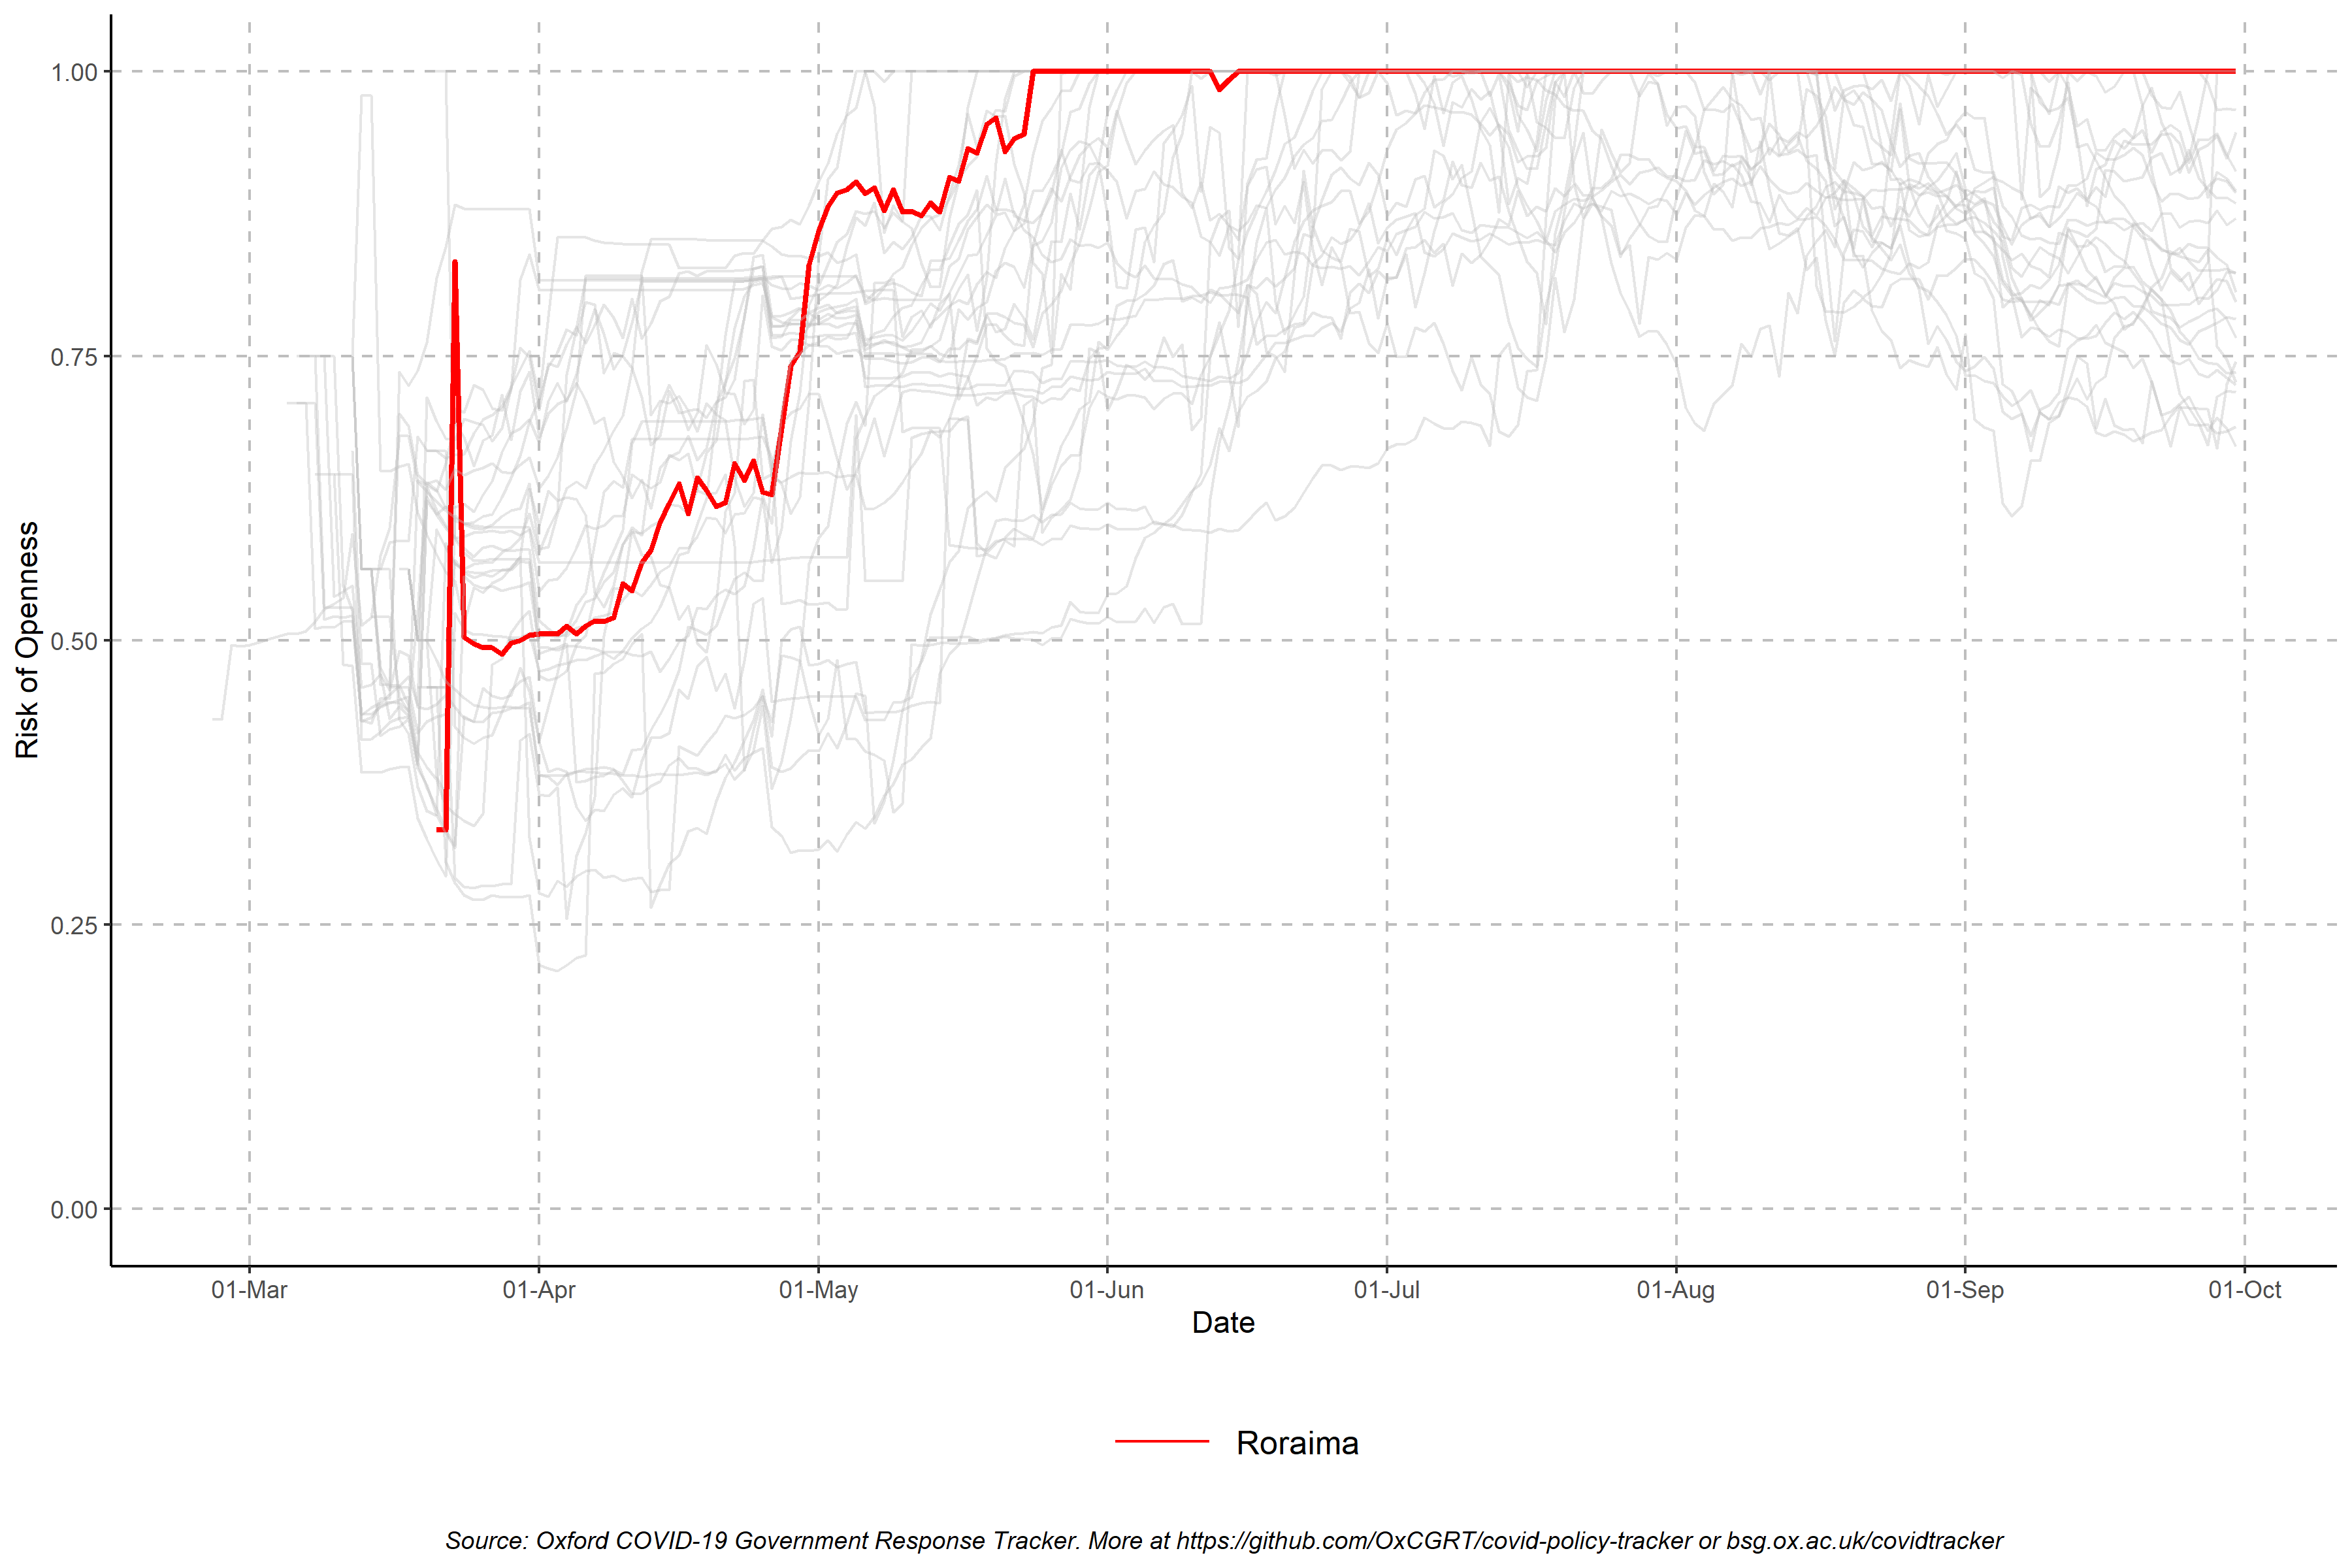 1.00
0.75
0.50
0.25
0.00
Risk of Openness
01-Mar 01-Apr 01-May 01-Jun 01-Jul 01-Aug 01-Sep 01-Oct
Date
Roraima
Source: Oxford COVID-19 Government Response Tracker. More at https://github.com/OxCGRT/covid-policy-tracker or bsg.ox.ac.uk/covidtracker